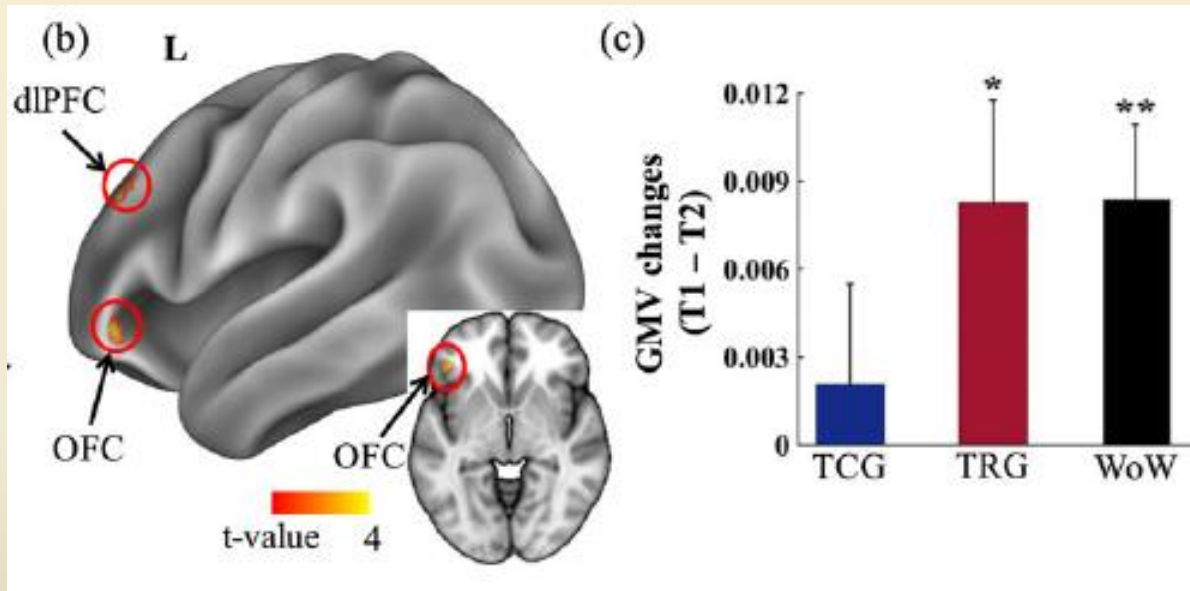 (b)
L
dlPFC
OFC
OFC
t-value 4
(c)
GMV changes
(T1 – T2)
0.012
0.009
0.006
0.003
0
*
**
TCG TRG WoW